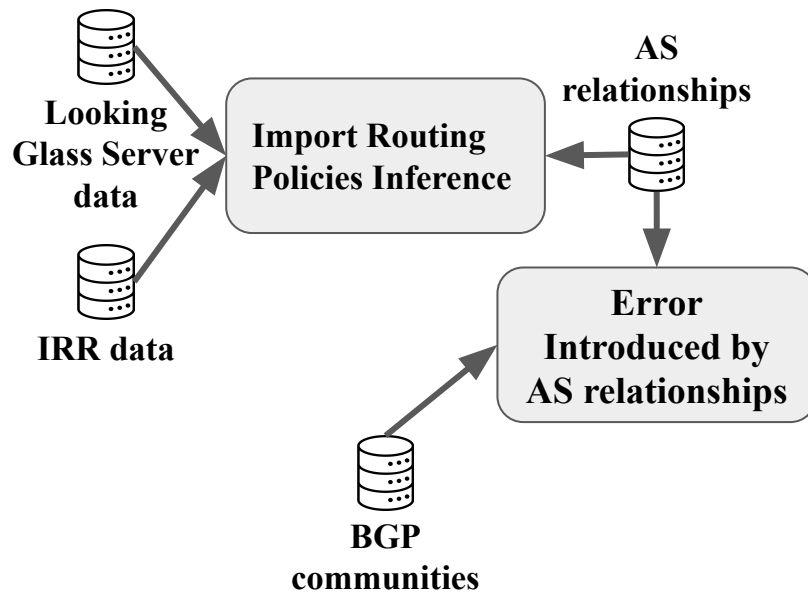 Looking
Glass Server
data
Import Routing
Policies Inference
AS
relationships
IRR data
Error
Introduced by
AS relationships
BGP
communities